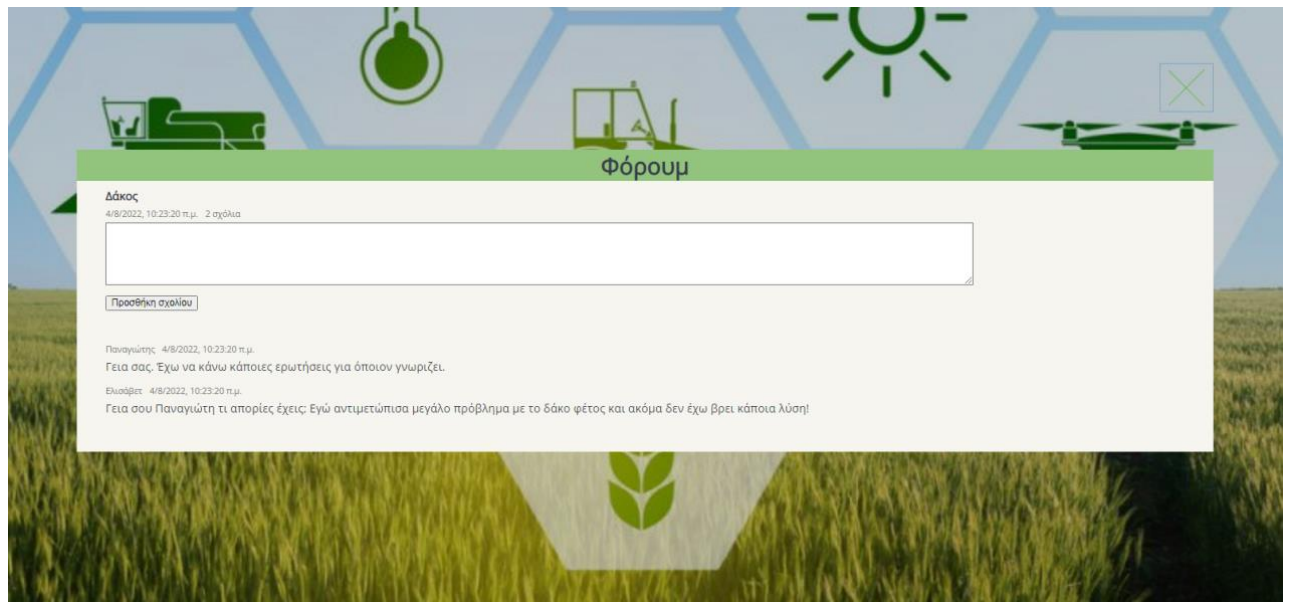 Φόρουμ
Δάκος
4/8/2022, 10:23:20 π.μ. 2 σχόλια
Προσθήκη σχολίου
Παναγιώτης 4/8/2022, 10:23:20 π.μ.
Γεια σας. Έχω να κάνω κάποιες ερωτήσεις για όποιον γνωριζει.
Ελισάβετ 4/8/2022, 10:23:20 π.μ.
Γεια σου Παναγιώτη τι απορίες έχεις; Εγώ αντιμετώπισα μεγάλο πρόβλημα με το δάκο φέτος και ακόμα δεν έχω βρει κάποια λύση!